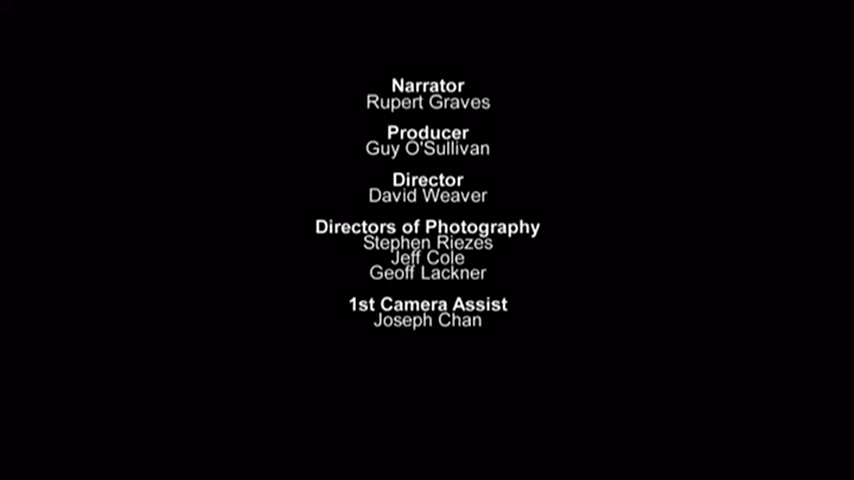 Narrator
Rupert Graves
Producer
Guy O'Sullivan
Director
David Weaver
Directors of Photography
Stephen Riezes
Jeff Cole
Geoff Lackner
1st Camera Assist
Joseph Chan